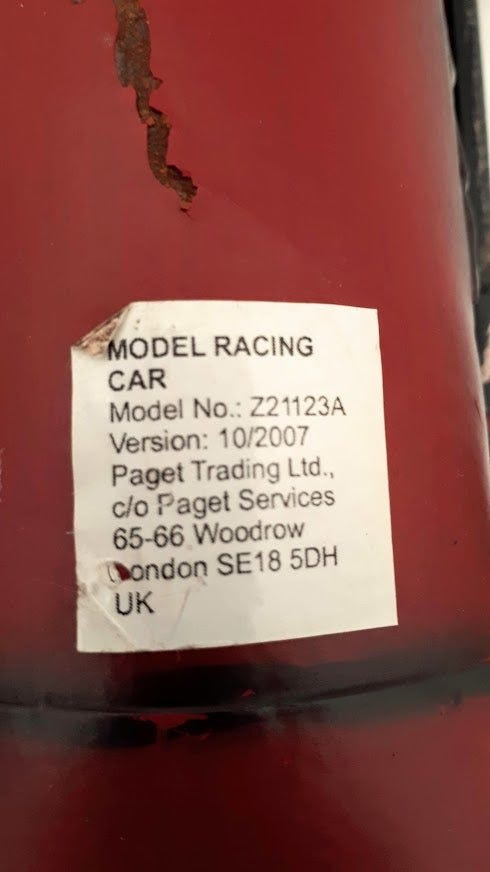 MODEL RACING
CAR
Model No.: Z21123A
Version: 10/2007
Paget Trading Ltd.,
c/o Paget Services
65-66 Woodrow
London SE18 5DH
UK